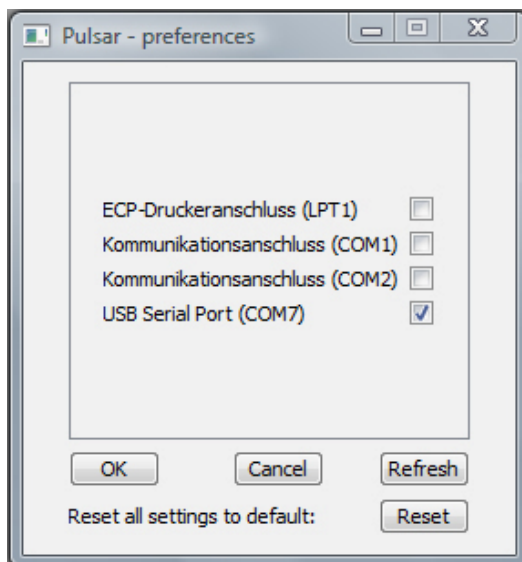 Pulsar - preferences
ECP-Druckeranschluss (LPT1)
Kommunikationsanschluss (COM1)
Kommunikationsanschluss (COM2)
USB Serial Port (COM7)
OK Cancel Refresh
Reset all settings to default: Reset